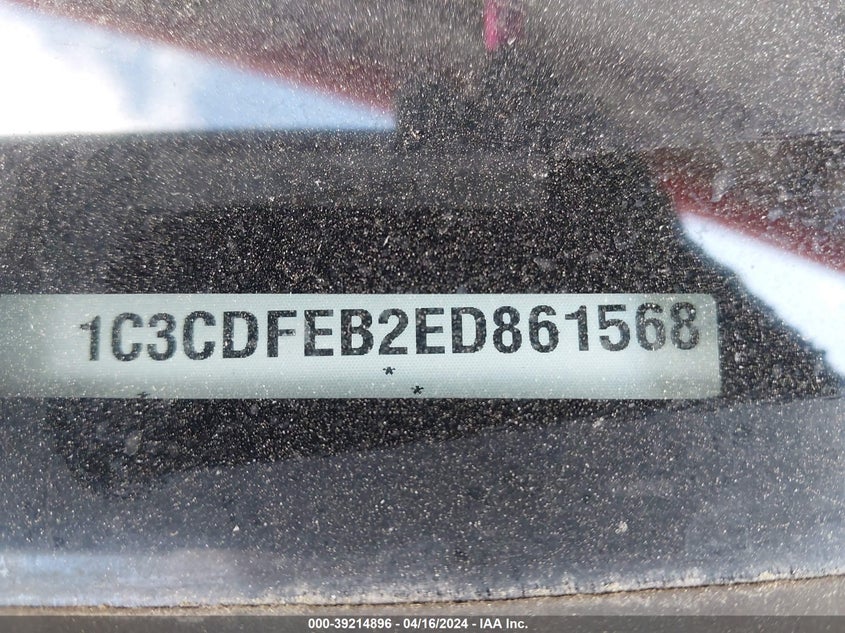 1C3CDFEB2ED861568
*
*
000-39214896 - 04/16/2024 - IAA Inc.